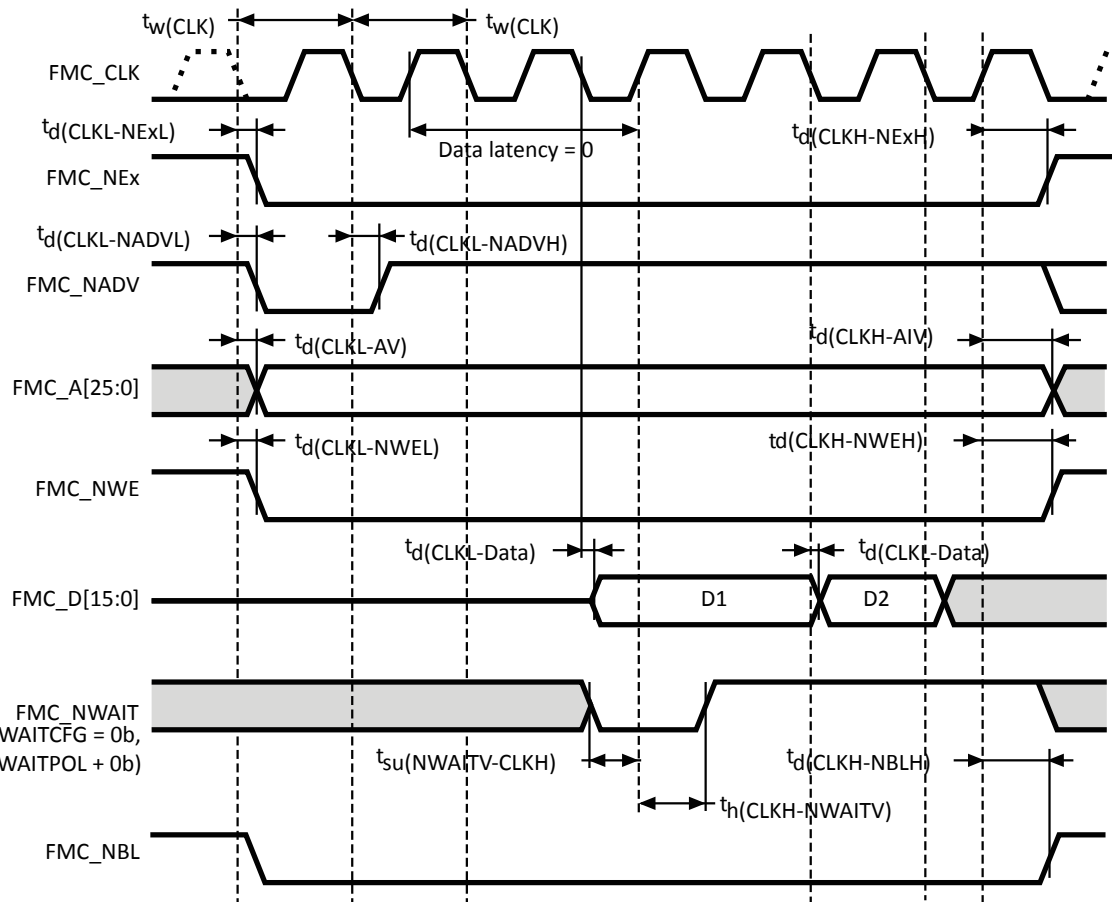 tw(CLK) tw(CLK)
FMC_CLK
td(CLKL-NExL) Data latency = 0 td(CLKH-NExH)
FMC_NEx
td(CLKL-NADVL) td(CLKL-NADVH)
FMC_NADV
td(CLKL-AV) td(CLKH-AIV)
FMC_A[25:0]
td(CLKL-NWEL) td(CLKH-NWEH)
FMC_NWE
td(CLKL-Data) td(CLKL-Data)
FMC_D[15:0] D1 D2
FMC_NWAIT
WAITCFG = 0b,
WAITPOL + 0b)
tsu(NWAITV-CLKH) td(CLKH-NBLH)
th(CLKH-NWAITV)
FMC_NBL